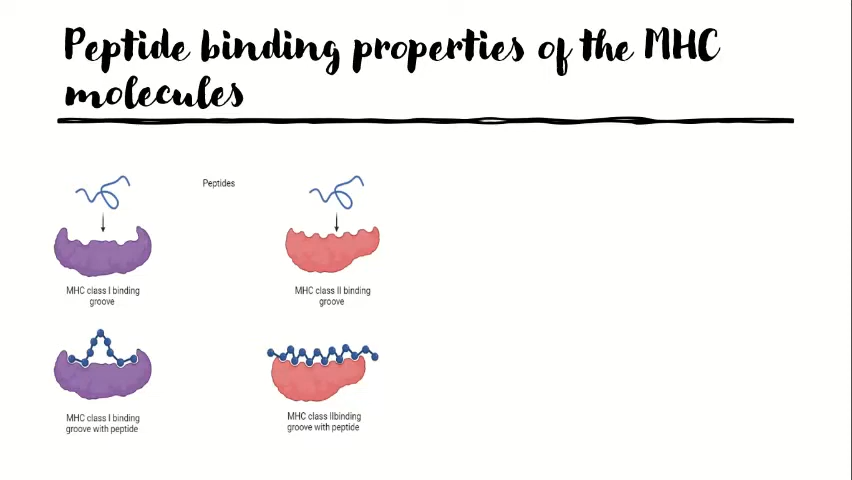 Peptide binding properties of the MHC
molecules
Peptides
MHC class I binding
groove
MHC class II binding
groove
MHC class I binding
groove with peptide
MHC class IIbinding
groove with peptide